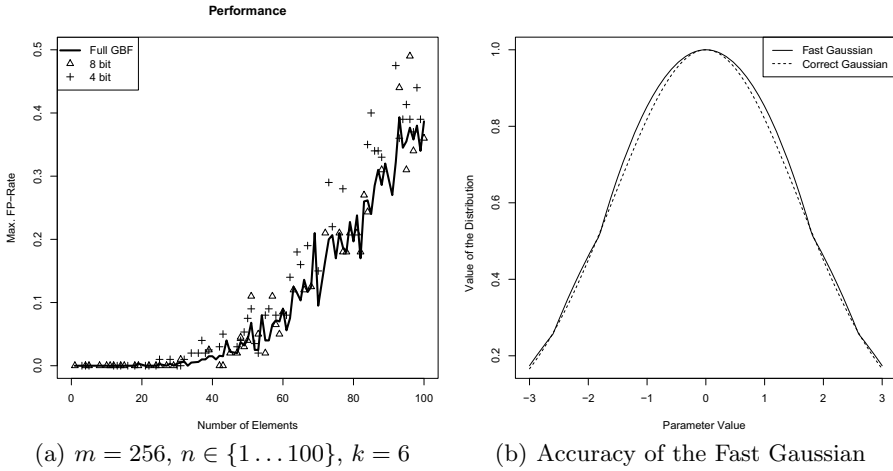 Performance
Full GBF
8 bit
4 bit
0.5
0.4
0.3
0.2
0.1
0.0
Max. FP−Rate
0 20 40 60 80 100
Number of Elements
(a) m = 256, n ∈ {1 . . . 100}, k = 6
Fast Gaussian
Correct Gaussian
1.0
0.8
0.6
0.4
0.2
Value of the Distribution
−3 −2 −1 0 1 2 3
Parameter Value
(b) Accuracy of the Fast Gaussian